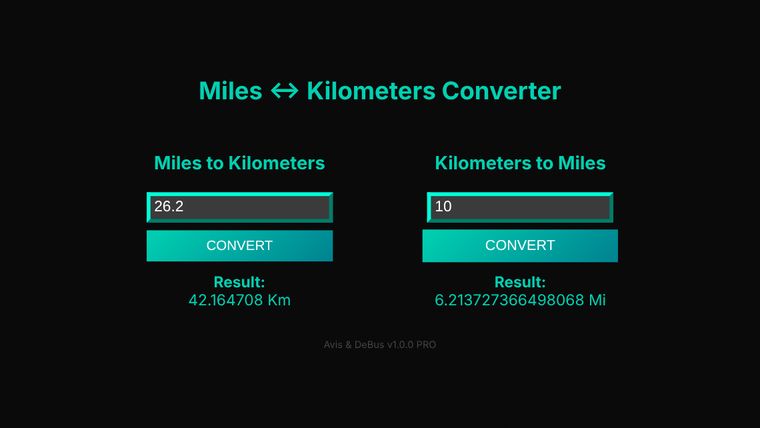 Miles ↔ Kilometers Converter
Miles to Kilometers
26.2
CONVERT
Result:
42.164708 Km
Kilometers to Miles
10
CONVERT
Result:
6.213727366498068 Mi
Avis & DeBus v1.0.0 PRO